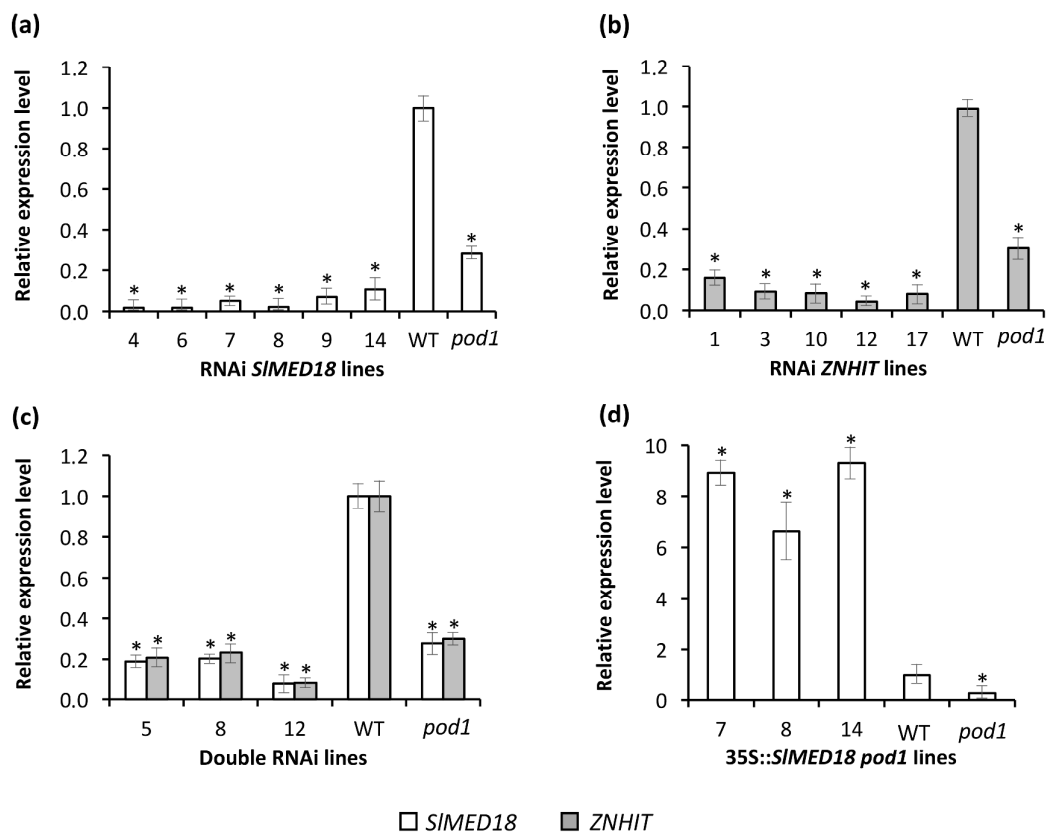 (a)
Relative expression level
1.2
1.0
0.8
0.6
0.4
0.2
0.0
* * * * * * *
4 6 7 8 9 14 WT pod1
RNAi SlMED18 lines
(b)
Relative expression level
1.2
1.0
0.8
0.6
0.4
0.2
0.0
* * * * * *
1 3 10 12 17 WT pod1
RNAi ZNHIT lines
(c)
Relative expression level
1.2
1.0
0.8
0.6
0.4
0.2
0.0
* * * * * * * *
5 8 12 WT pod1
Double RNAi lines
(d)
Relative expression level
10
8
6
4
2
0
* * * *
7 8 14 WT pod1
35S::SlMED18 pod1 lines
SlMED18 ZNHIT